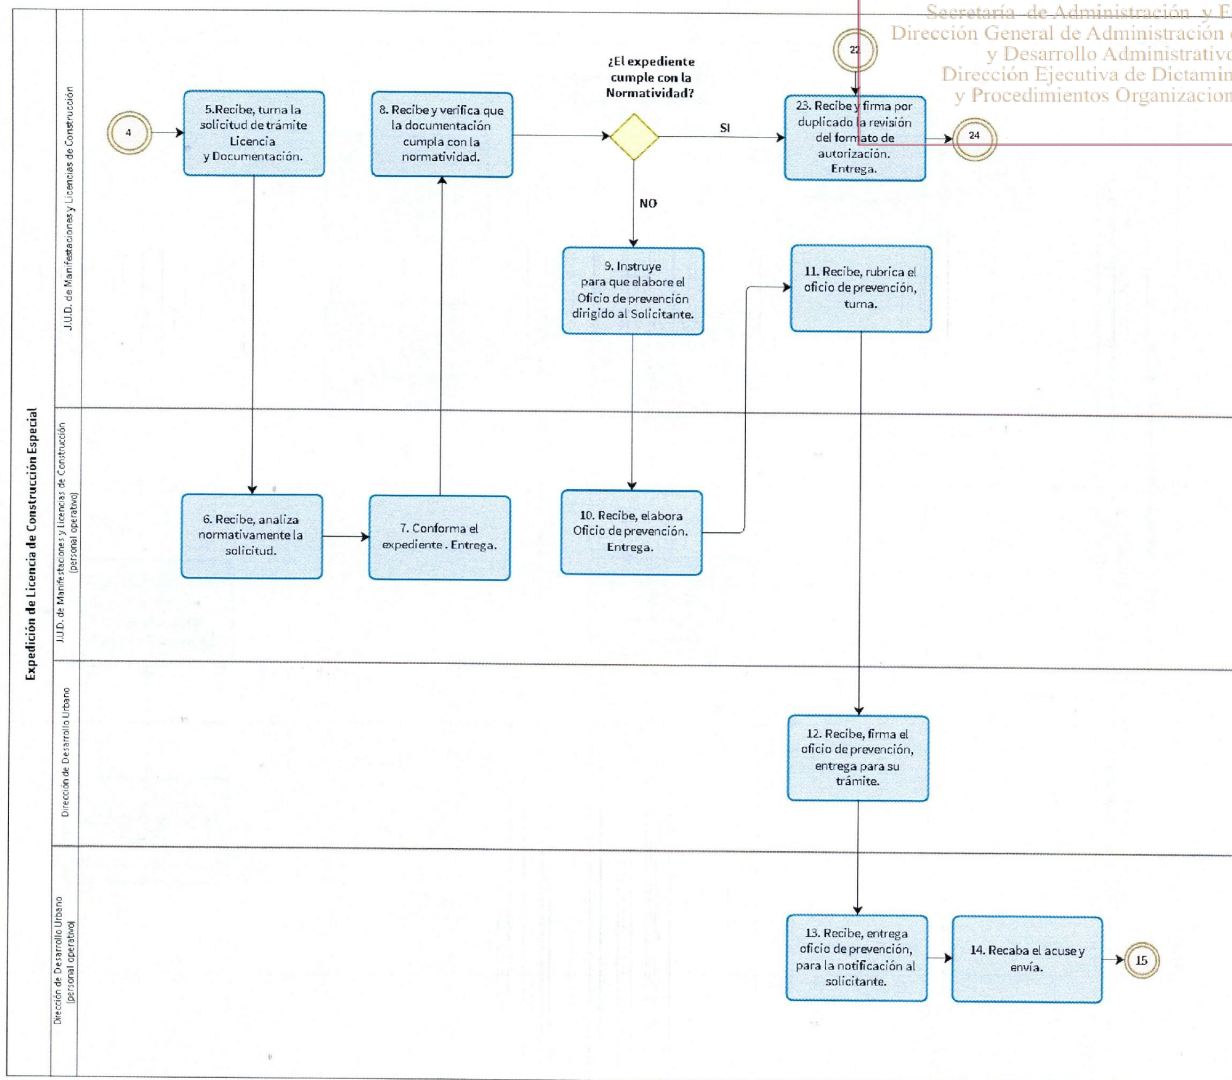 Secretaría de Administración y
Dirección General de Administración
y Desarrollo Administrativo
Dirección Ejecutiva de
y Procedimientos
Expedición de Licencia de Construcción Especial
J.U.D. de Manifestaciones y Licencias de Construcción
4
5.Recibe, turna la
solicitud de trámite
Licencia
y Documentación.
8. Recibe y verifica que
la documentación
cumpla con la
normatividad.
¿El expediente
cumple con la
Normatividad?
SI
NO
22
23. Recibe y firma por
duplicado la revisión
del formato de
autorización.
Entrega.
24
9. Instruye
para que elabore el
Oficio de prevención
dirigido al Solicitante.
11. Recibe, rubrica el
oficio de prevención,
turna.
J.U.D. de Manifestaciones y Licencias de Construcción
(personal operativo)
6. Recibe, analiza
normativamente la
solicitud.
7. Conforma el
expediente . Entrega.
10. Recibe, elabora
Oficio de prevención.
Entrega.
Dirección de Desarrollo Urbano
12. Recibe, firma el
oficio de prevención,
entrega para su
trámite.
Dirección de Desarrollo Urbano
(personal operativo)
13. Recibe, entrega
oficio de prevención,
para la notificación al
solicitante.
14. Recaba el acuse y
envía.
15